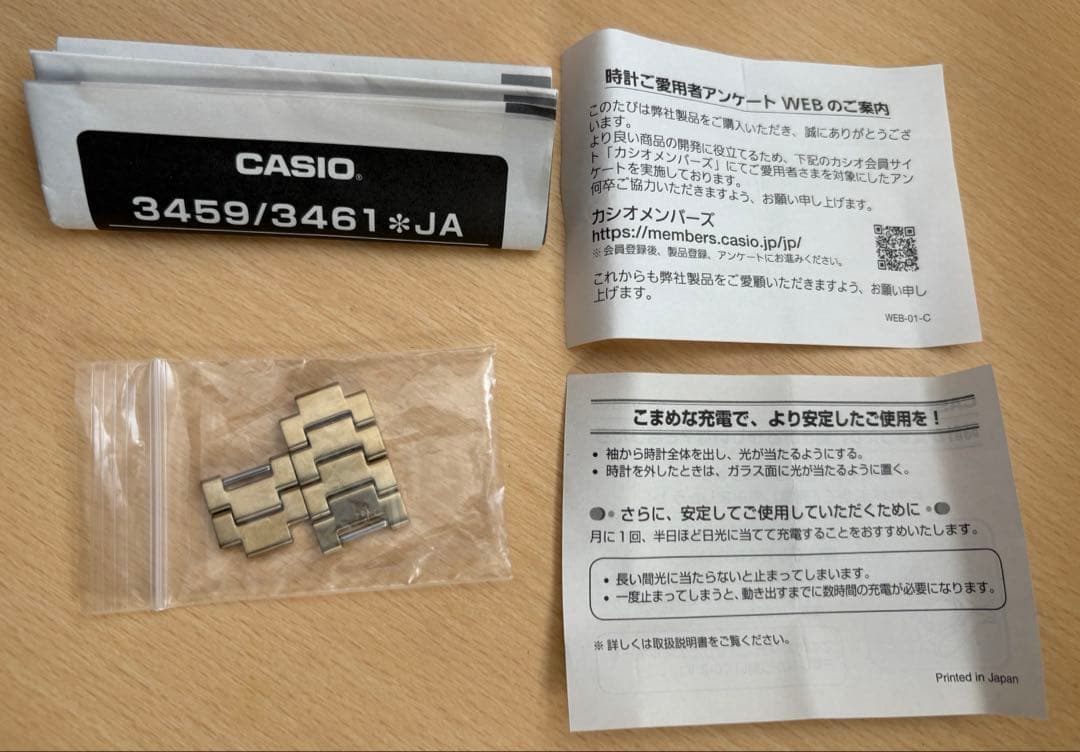 CASIO®
3459/3461*JA
時計ご愛用者アンケート WEB のご案内
このたびは弊社製品をご購入いただき、誠にありがとうござ
います。
より良い商品の開発に役立てるため、下記のカシオ会員サイ
ト「カシオメンバーズ」にてご愛用者さまを対象にしたアン
ケートを実施しております。
何卒ご協力いただきますよう、お願い申し上げます。
カシオメンバーズ
https://members.casio.jp/jp/
※会員登録後、製品登録、アンケートにお進みください。
これからも弊社製品をご愛顧いただきますよう、お願い申し
上げます。
WEB-01-C
こまめな充電で、より安定したご使用を！
• 袖から時計全体を出し、光が当たるようにする。
• 時計を外したときは、ガラス面に光が当たるように置く。
さらに、安定してご使用していただくために
月に1回、半日ほど日光に当てて充電することをおすすめいたします。
• 長い間光に当たらないと止まってしまいます。
• 一度止まってしまうと、動き出すまでに数時間の充電が必要になります。
※ 詳しくは取扱説明書をご覧ください。
Printed in Japan